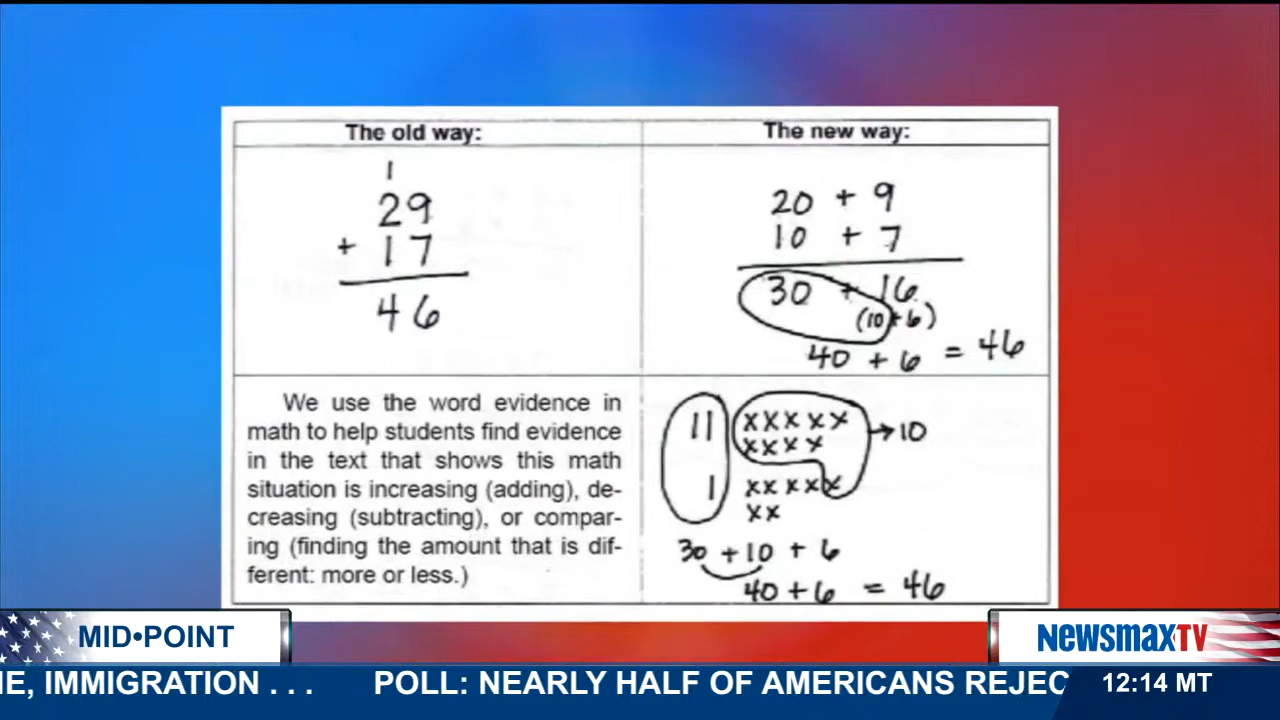 The old way:
1
29
+ 17
46
The new way:
20 + 9
10 + 7
30 + 16
(10+6)
40 + 6 = 46
We use the word evidence in
math to help students find evidence
in the text that shows this math
situation is increasing (adding), de-
creasing (subtracting), or compar-
ing (finding the amount that is dif-
ferent: more or less.)
11 xxxxx → 10
xxxx
1 xxxxx
xx
30 + 10 + 6
40 + 6 = 46
MID•POINT
NEWSMAXTV
IE, IMMIGRATION . . . POLL: NEARLY HALF OF AMERICANS REJEC
12:14 MT